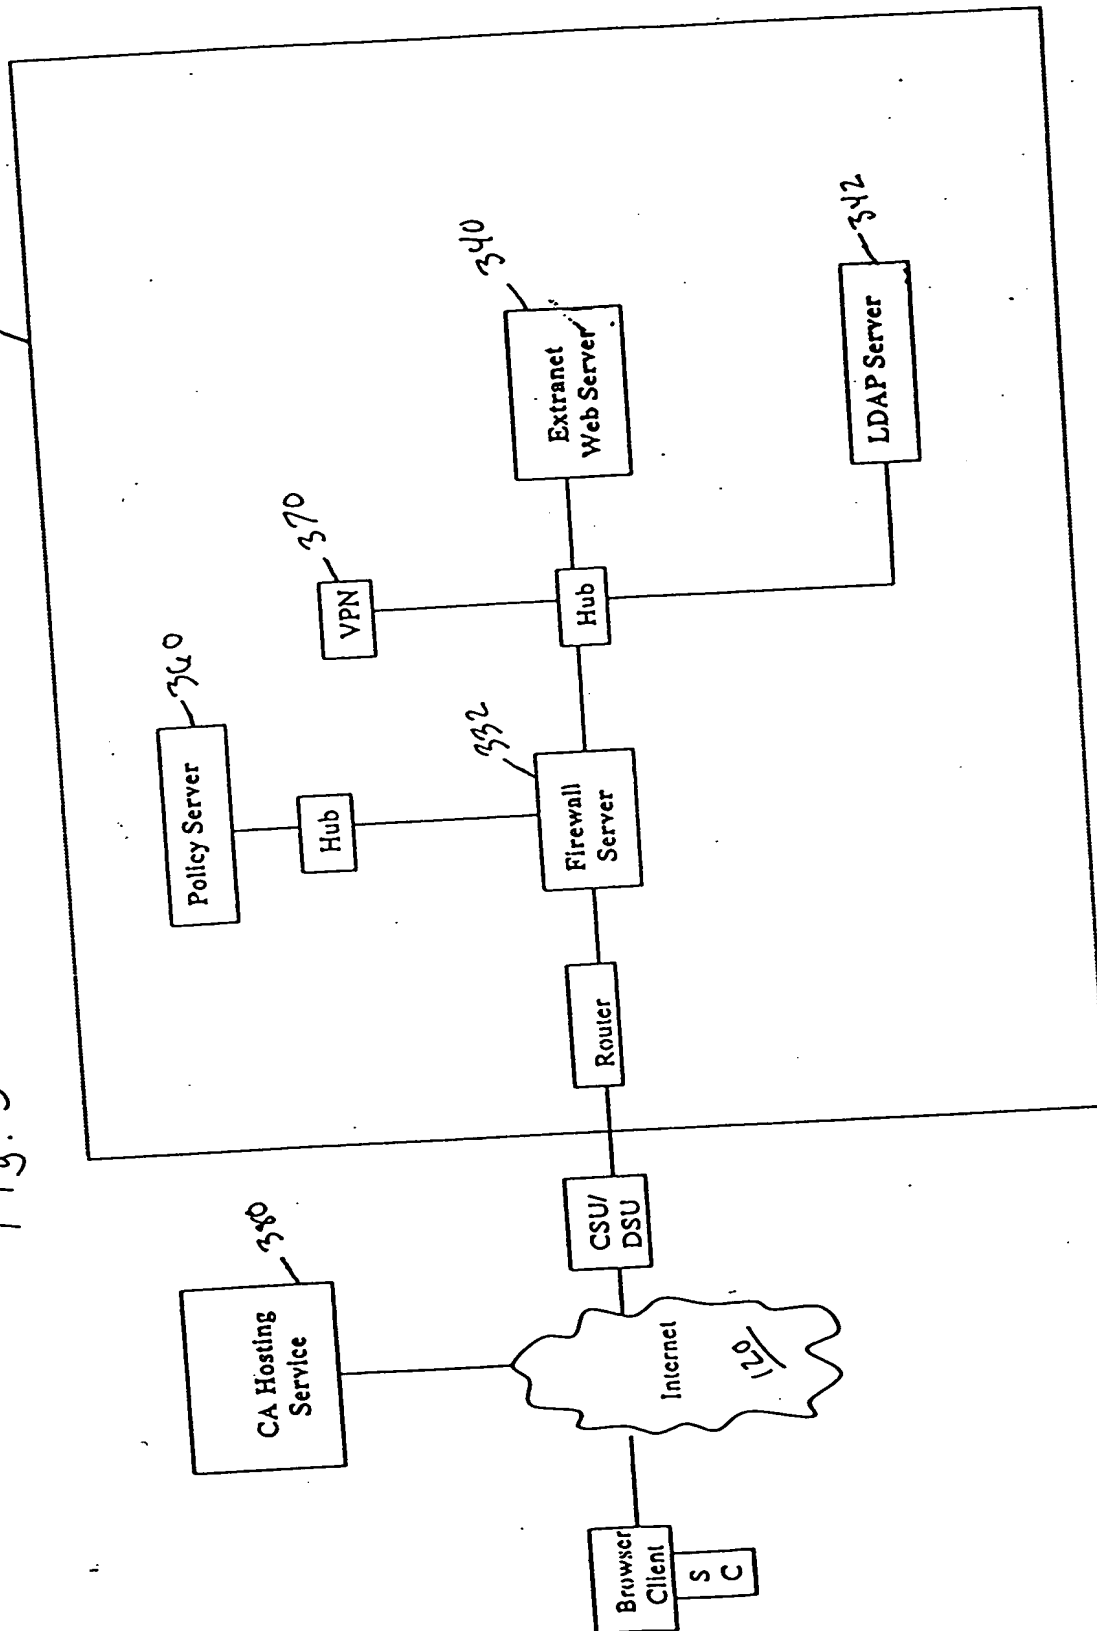 Policy Server
360
Hub
VPN
370
Firewall
Server
332
Hub
Extranet
Web Server
340
LDAP Server
342
Router
CSU/
DSU
CA Hosting
Service
380
Internet
120
Browser
Client
S
C